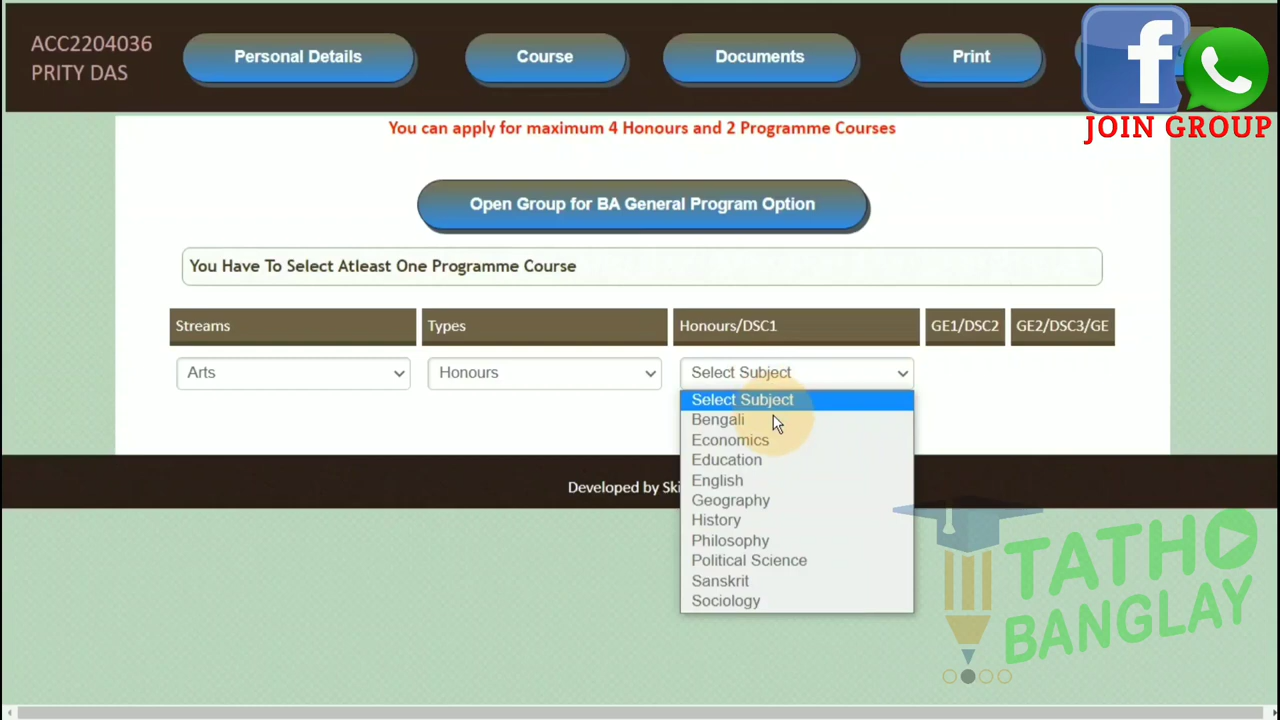 ACC2204036
PRITY DAS
Personal Details
Course
Documents
Print
f
JOIN GROUP
You can apply for maximum 4 Honours and 2 Programme Courses
Open Group for BA General Program Option
You Have To Select Atleast One Programme Course
Streams
Types
Honours/DSC1
GE1/DSC2
GE2/DSC3/GE
Arts
Honours
Select Subject
Select Subject
Bengali
Economics
Education
English
Geography
History
Philosophy
Political Science
Sanskrit
Sociology
Developed by Ski
TATHO
BANGLAY